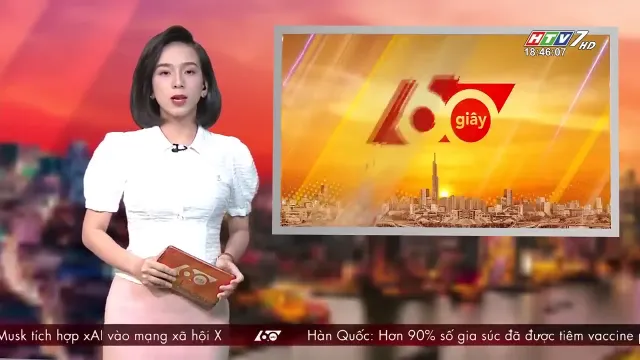 HTV7 HD
18:46:07
60 giây
Musk tích hợp xAI vào mạng xã hội X 60 Hàn Quốc: Hơn 90% số gia súc đã được tiêm vaccine